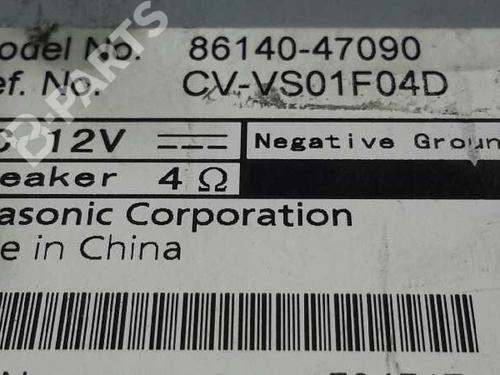 odel No. 86140-47090
ef. No. CV-VS01F04D
C 12V Negative Groun
eaker 4 Ω
asonic Corporation
e in China
B-PARTS